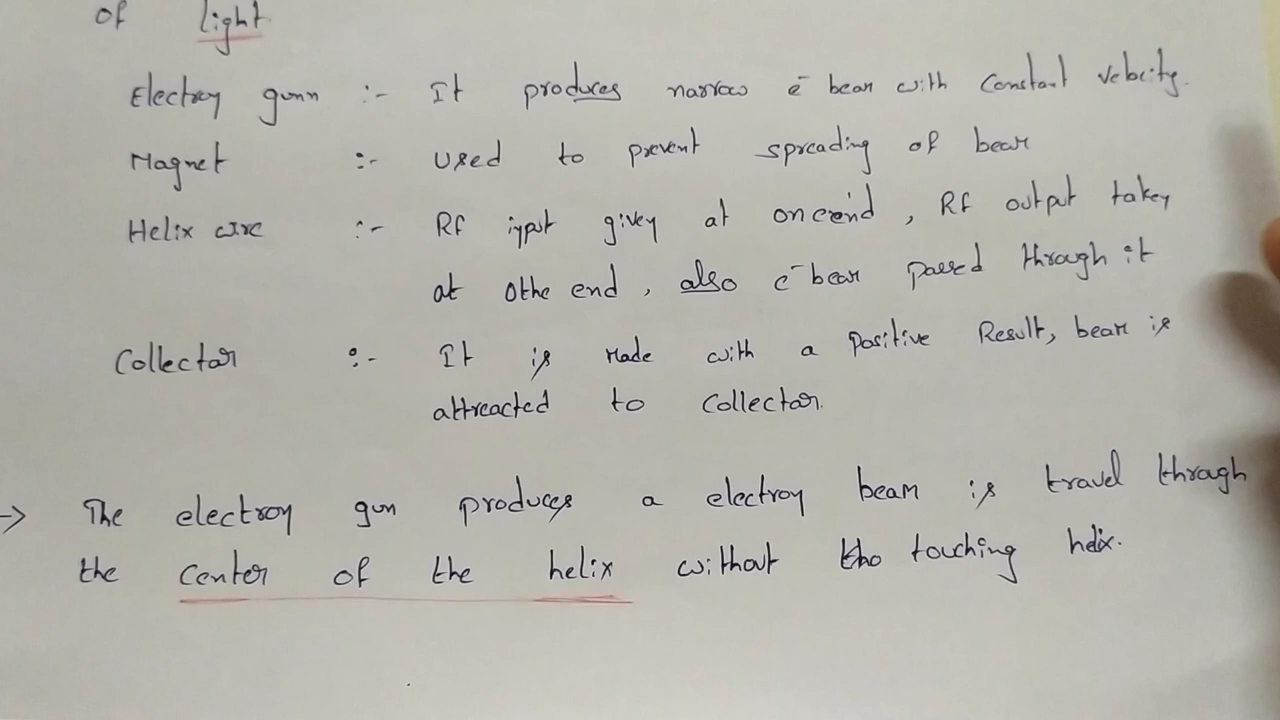 of light
Electron gunn :- It produces narrow e⁻ beam with constant velocity.
Magnet :- Used to prevent spreading of beam
Helix wire :- RF input given at one end, RF output taken
at othe end, also e⁻ beam passed through it
Collector :- It is made with a positive Result, beam is
attreacted to collector.
→ The electron gun produces a electron beam is travel through
the center of the helix without tho touching helix.